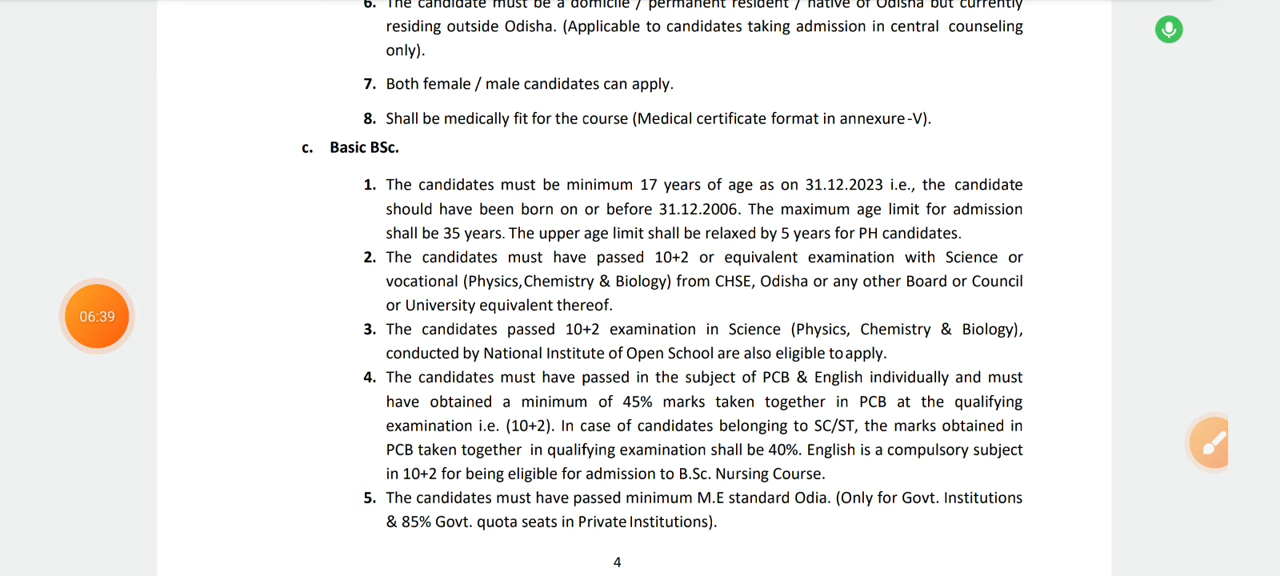 6. The candidate must be a domicile / permanent resident / native of Odisha but currently
residing outside Odisha. (Applicable to candidates taking admission in central counseling
only).
7. Both female / male candidates can apply.
8. Shall be medically fit for the course (Medical certificate format in annexure-V).
c. Basic BSc.
1. The candidates must be minimum 17 years of age as on 31.12.2023 i.e., the candidate
should have been born on or before 31.12.2006. The maximum age limit for admission
shall be 35 years. The upper age limit shall be relaxed by 5 years for PH candidates.
2. The candidates must have passed 10+2 or equivalent examination with Science or
vocational (Physics,Chemistry & Biology) from CHSE, Odisha or any other Board or Council
or University equivalent thereof.
06:39
3. The candidates passed 10+2 examination in Science (Physics, Chemistry & Biology),
conducted by National Institute of Open School are also eligible to apply.
4. The candidates must have passed in the subject of PCB & English individually and must
have obtained a minimum of 45% marks taken together in PCB at the qualifying
examination i.e. (10+2). In case of candidates belonging to SC/ST, the marks obtained in
PCB taken together in qualifying examination shall be 40%. English is a compulsory subject
in 10+2 for being eligible for admission to B.Sc. Nursing Course.
5. The candidates must have passed minimum M.E standard Odia. (Only for Govt. Institutions
& 85% Govt. quota seats in Private Institutions).
4